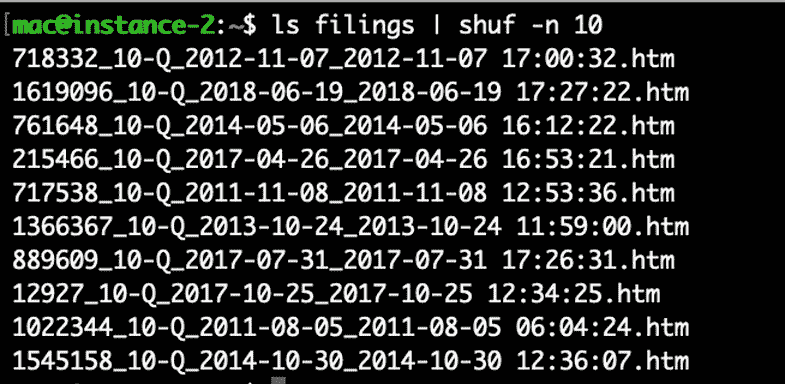 [mac@instance-2:~$ ls filings | shuf -n 10
718332_10-Q_2012-11-07_2012-11-07 17:00:32.htm
1619096_10-Q_2018-06-19_2018-06-19 17:27:22.htm
761648_10-Q_2014-05-06_2014-05-06 16:12:22.htm
215466_10-Q_2017-04-26_2017-04-26 16:53:21.htm
717538_10-Q_2011-11-08_2011-11-08 12:53:36.htm
1366367_10-Q_2013-10-24_2013-10-24 11:59:00.htm
889609_10-Q_2017-07-31_2017-07-31 17:26:31.htm
12927_10-Q_2017-10-25_2017-10-25 12:34:25.htm
1022344_10-Q_2011-08-05_2011-08-05 06:04:24.htm
1545158_10-Q_2014-10-30_2014-10-30 12:36:07.htm